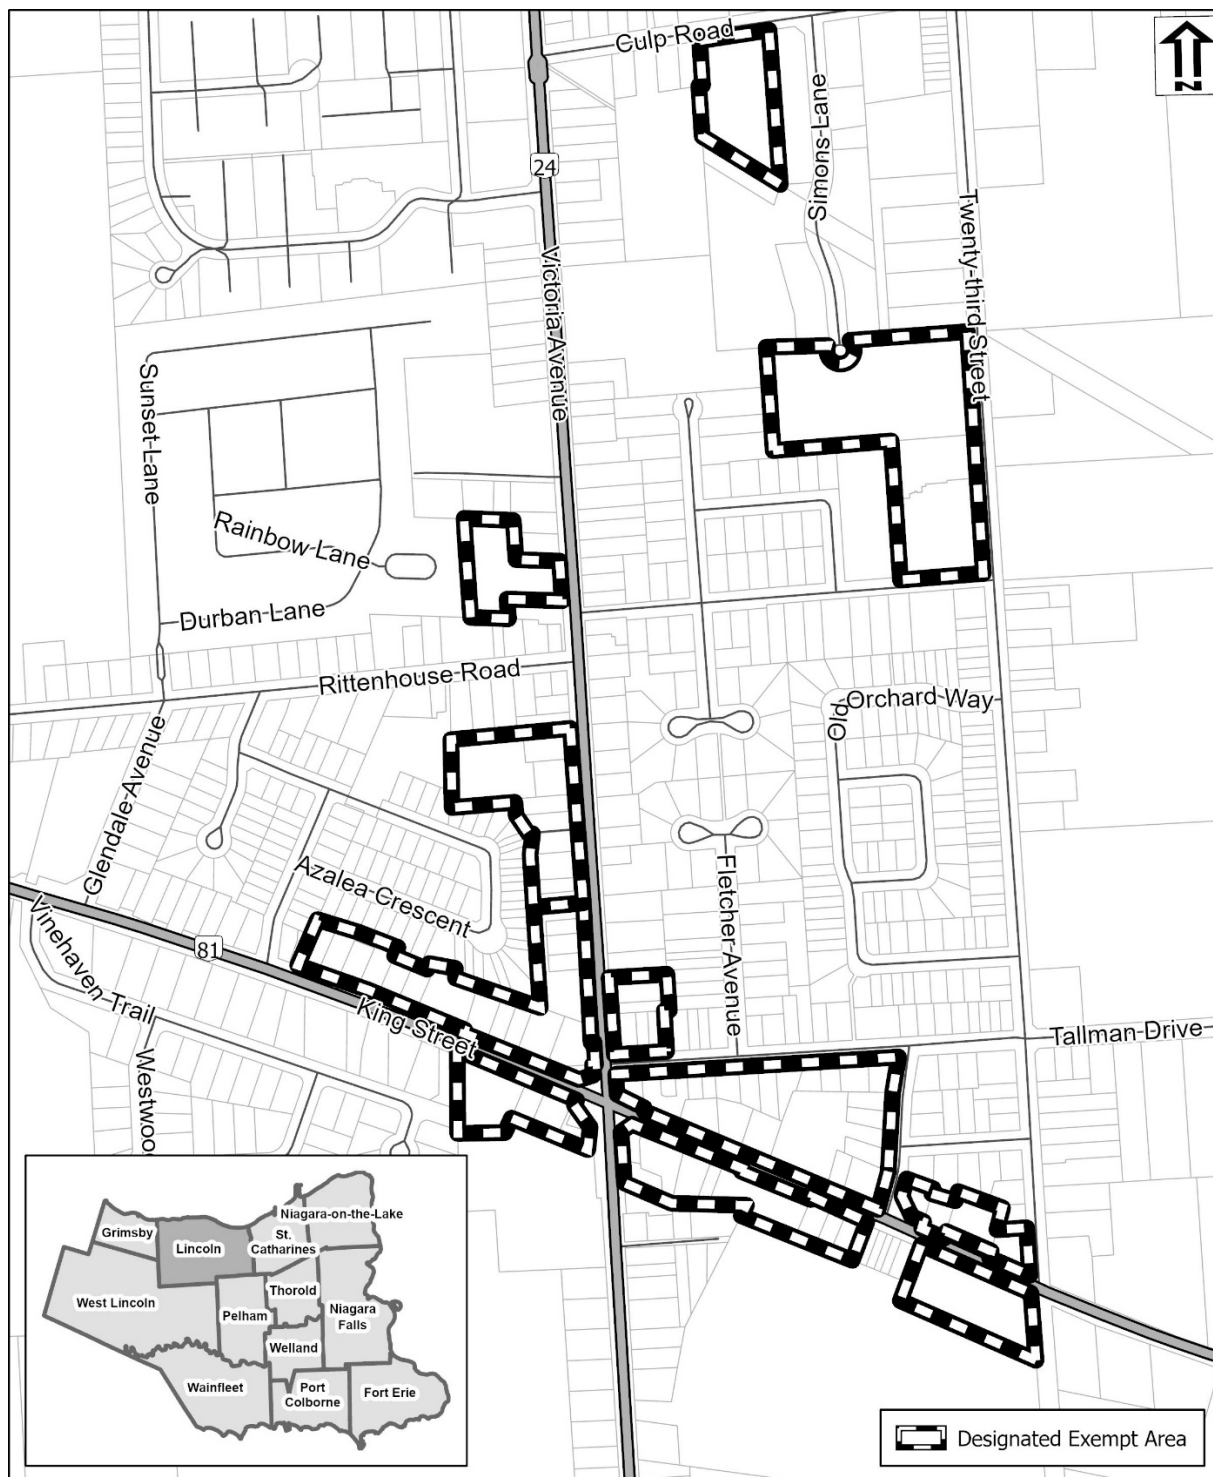 Culp Road
N
Simons Lane
24
Victoria Avenue
Twenty-third Street
Sunset Lane
Rainbow Lane
Durban Lane
Rittenhouse Road
Orchard Way
Old
Glendale Avenue
Azalea Crescent
Fletcher Avenue
Vinehaven Trail
81
King Street
Tallman Drive
Westwoo
Niagara-on-the-Lake
Grimsby
Lincoln
St.
Catharines
West Lincoln
Thorold
Pelham
Niagara
Falls
Welland
Wainfleet
Port
Colborne
Fort Erie
Designated Exempt Area